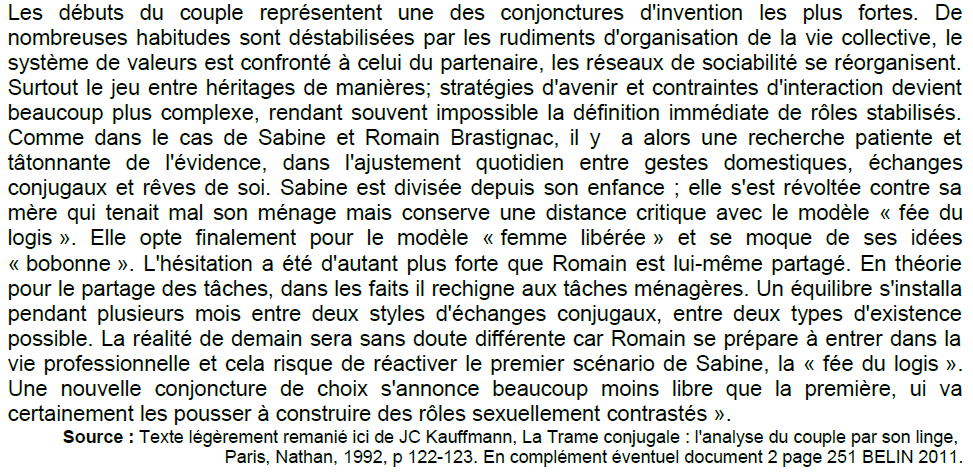 Les débuts du couple représentent une des conjonctures d'invention les plus fortes. De
nombreuses habitudes sont déstabilisées par les rudiments d'organisation de la vie collective, le
système de valeurs est confronté à celui du partenaire, les réseaux de sociabilité se réorganisent.
Surtout le jeu entre héritages de manières; stratégies d'avenir et contraintes d'interaction devient
beaucoup plus complexe, rendant souvent impossible la définition immédiate de rôles stabilisés.
Comme dans le cas de Sabine et Romain Brastignac, il y  a alors une recherche patiente et
tâtonnante de l'évidence, dans l'ajustement quotidien entre gestes domestiques, échanges
conjugaux et rêves de soi. Sabine est divisée depuis son enfance ; elle s'est révoltée contre sa
mère qui tenait mal son ménage mais conserve une distance critique avec le modèle « fée du
logis ». Elle opte finalement pour le modèle « femme libérée » et se moque de ses idées
« bobonne ». L'hésitation a été d'autant plus forte que Romain est lui-même partagé. En théorie
pour le partage des tâches, dans les faits il rechigne aux tâches ménagères. Un équilibre s'installa
pendant plusieurs mois entre deux styles d'échanges conjugaux, entre deux types d'existence
possible. La réalité de demain sera sans doute différente car Romain se prépare à entrer dans la
vie professionnelle et cela risque de réactiver le premier scénario de Sabine, la « fée du logis ».
Une nouvelle conjoncture de choix s'annonce beaucoup moins libre que la première, ui va
certainement les pousser à construire des rôles sexuellement contrastés ».
Source : Texte légèrement remanié ici de JC Kauffmann, La Trame conjugale : l'analyse du couple par son linge,
Paris, Nathan, 1992, p 122-123. En complément éventuel document 2 page 251 BELIN 2011.